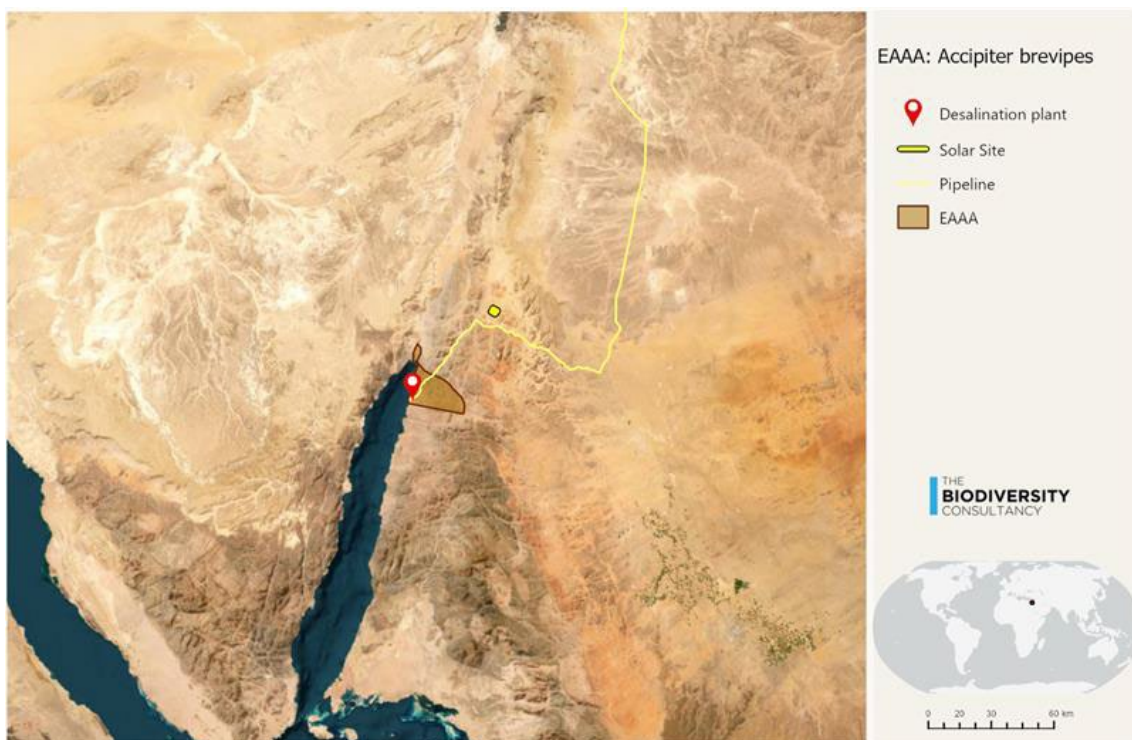 EAAA: Accipiter brevipes
Desalination plant
Solar Site
Pipeline
EAAA
THE
BIODIVERSITY
CONSULTANCY
0 20 30 60 km